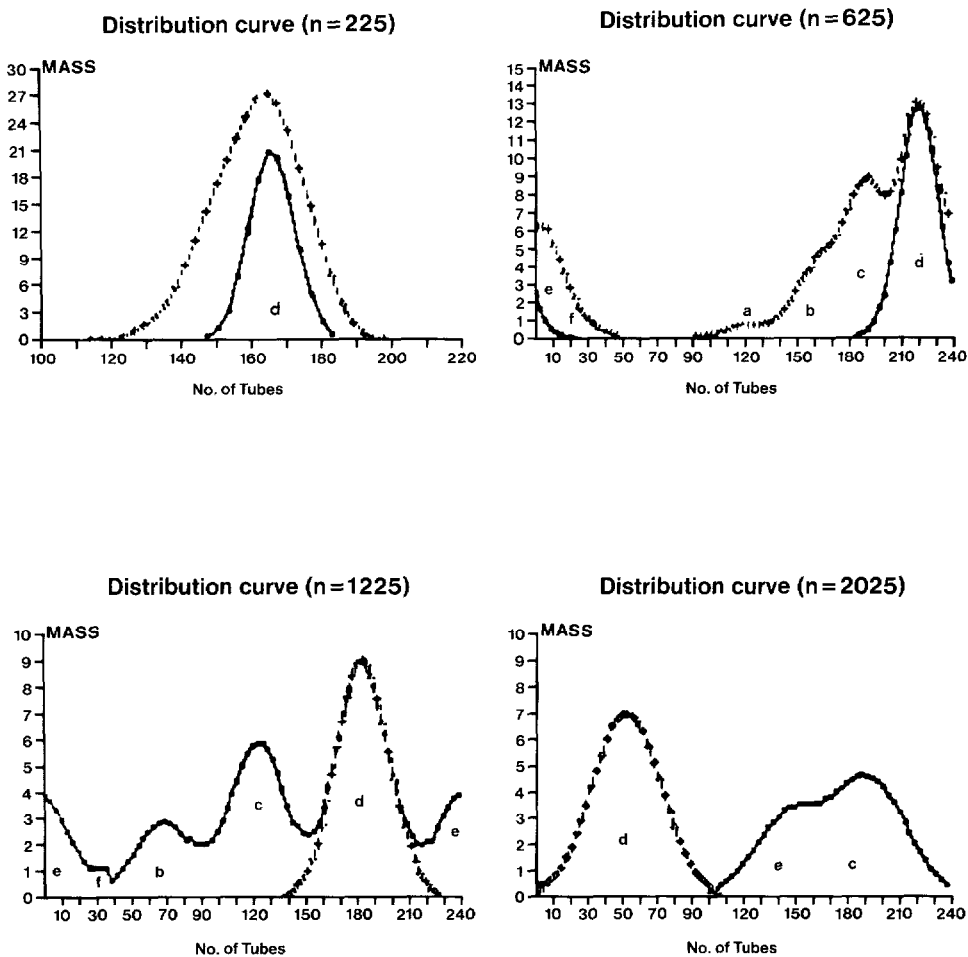 Distribution curve (n=225)
MASS
30
27
24
21
18
15
12
9
6
3
0
d
100 120 140 160 180 200 220
No. of Tubes
Distribution curve (n=625)
MASS
15
14
13
12
11
10
9
8
7
6
5
4
3
2
1
0
e
f
a
b
c
d
10 30 50 70 90 120 150 180 210 240
No. of Tubes
Distribution curve (n=1225)
MASS
10
9
8
7
6
5
4
3
2
1
0
e
f
b
c
d
e
10 30 50 70 90 120 150 180 210 240
No. of Tubes
Distribution curve (n=2025)
MASS
10
9
8
7
6
5
4
3
2
1
0
d
e
c
10 30 50 70 90 120 150 180 210 240
No. of Tubes